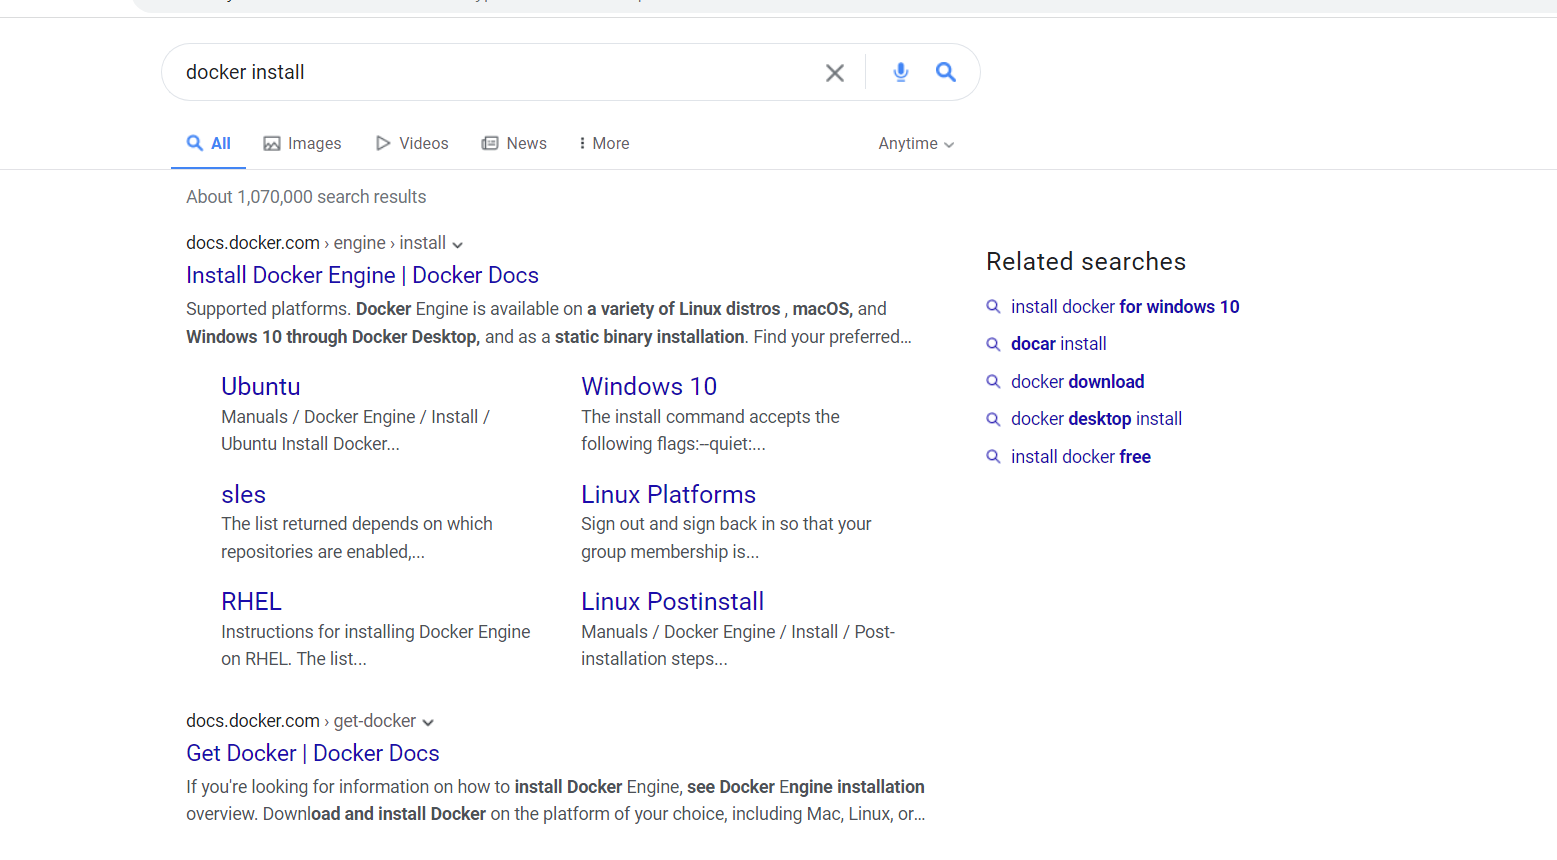 docker install
All Images Videos News More Anytime
About 1,070,000 search results
docs.docker.com › engine › install
Install Docker Engine | Docker Docs
Supported platforms. Docker Engine is available on a variety of Linux distros , macOS, and
Windows 10 through Docker Desktop, and as a static binary installation. Find your preferred...
Ubuntu
Manuals / Docker Engine / Install /
Ubuntu Install Docker...
Windows 10
The install command accepts the
following flags:--quiet:...
sles
The list returned depends on which
repositories are enabled,...
Linux Platforms
Sign out and sign back in so that your
group membership is...
RHEL
Instructions for installing Docker Engine
on RHEL. The list...
Linux Postinstall
Manuals / Docker Engine / Install / Post-
installation steps...
docs.docker.com › get-docker
Get Docker | Docker Docs
If you're looking for information on how to install Docker Engine, see Docker Engine installation
overview. Download and install Docker on the platform of your choice, including Mac, Linux, or...
Related searches
install docker for windows 10
docar install
docker download
docker desktop install
install docker free